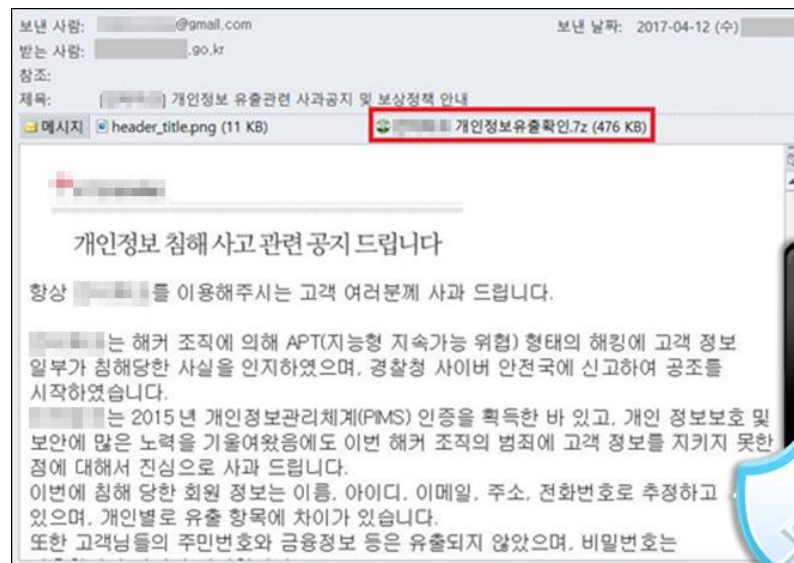 보낸 사람: @gmail.com 보낸 날짜: 2017-04-12 (수)
받는 사람: .go.kr
참조:
제목: [ ] 개인정보 유출관련 사과공지 및 보상정책 안내
메시지 header_title.png (11 KB) 개인정보유출확인.7z (476 KB)
개인정보 침해 사고 관련 공지 드립니다
항상 를 이용해주시는 고객 여러분께 사과 드립니다.
는 해커 조직에 의해 APT(지능형 지속가능 위협) 형태의 해킹에 고객 정보
일부가 침해당한 사실을 인지하였으며, 경찰청 사이버 안전국에 신고하여 공조를
시작하였습니다.
는 2015년 개인정보관리체계(PIMS) 인증을 획득한 바 있고, 개인 정보보호 및
보안에 많은 노력을 기울여왔음에도 이번 해커 조직의 범죄에 고객 정보를 지키지 못한
점에 대해서 진심으로 사과 드립니다.
이번에 침해 당한 회원 정보는 이름, 아이디, 이메일, 주소, 전화번호로 추정하고
있으며, 개인별로 유출 항목에 차이가 있습니다.
또한 고객님들의 주민번호와 금융정보 등은 유출되지 않았으며, 비밀번호는